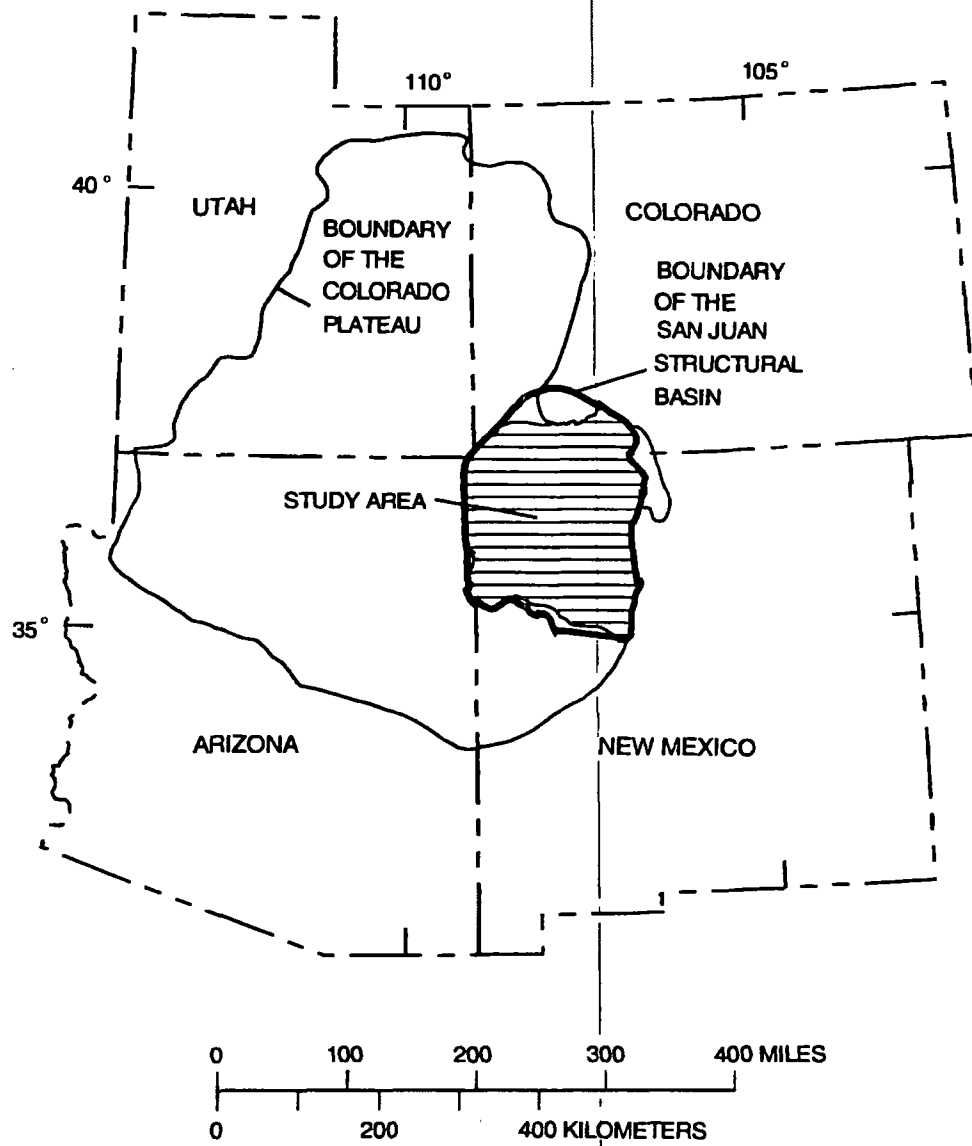 110°
105°
40°
UTAH
COLORADO
BOUNDARY
OF THE
COLORADO
PLATEAU
BOUNDARY
OF THE
SAN JUAN
STRUCTURAL
BASIN
STUDY AREA
35°
ARIZONA
NEW MEXICO
0 100 200 300 400 MILES
0 200 400 KILOMETERS